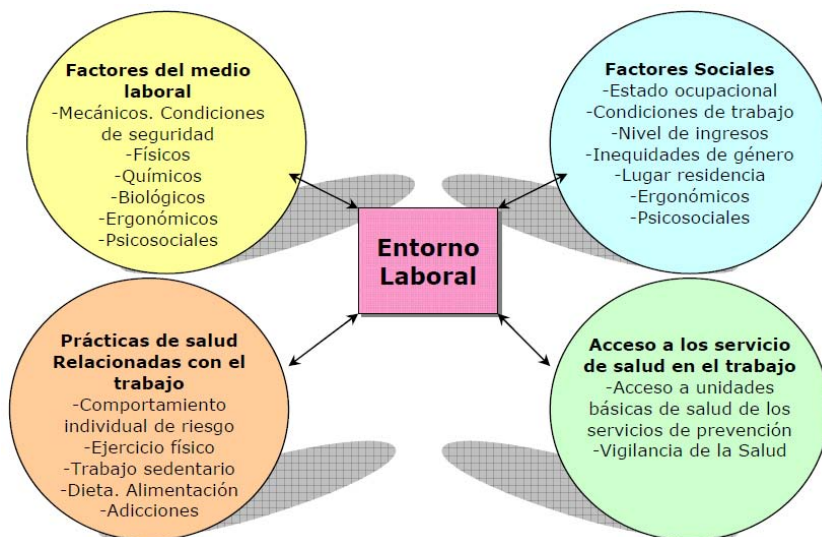 Factores del medio
laboral
-Mecánicos. Condiciones
de seguridad
-Físicos
-Químicos
-Biológicos
-Ergonómicos
-Psicosociales
Factores Sociales
-Estado ocupacional
-Condiciones de trabajo
-Nivel de ingresos
-Inequidades de género
-Lugar residencia
-Ergonómicos
-Psicosociales
Entorno
Laboral
Prácticas de salud
Relacionadas con el
trabajo
-Comportamiento
individual de riesgo
-Ejercicio físico
-Trabajo sedentario
-Dieta. Alimentación
-Adicciones
Acceso a los servicio
de salud en el trabajo
-Acceso a unidades
básicas de salud de los
servicios de prevención
-Vigilancia de la Salud